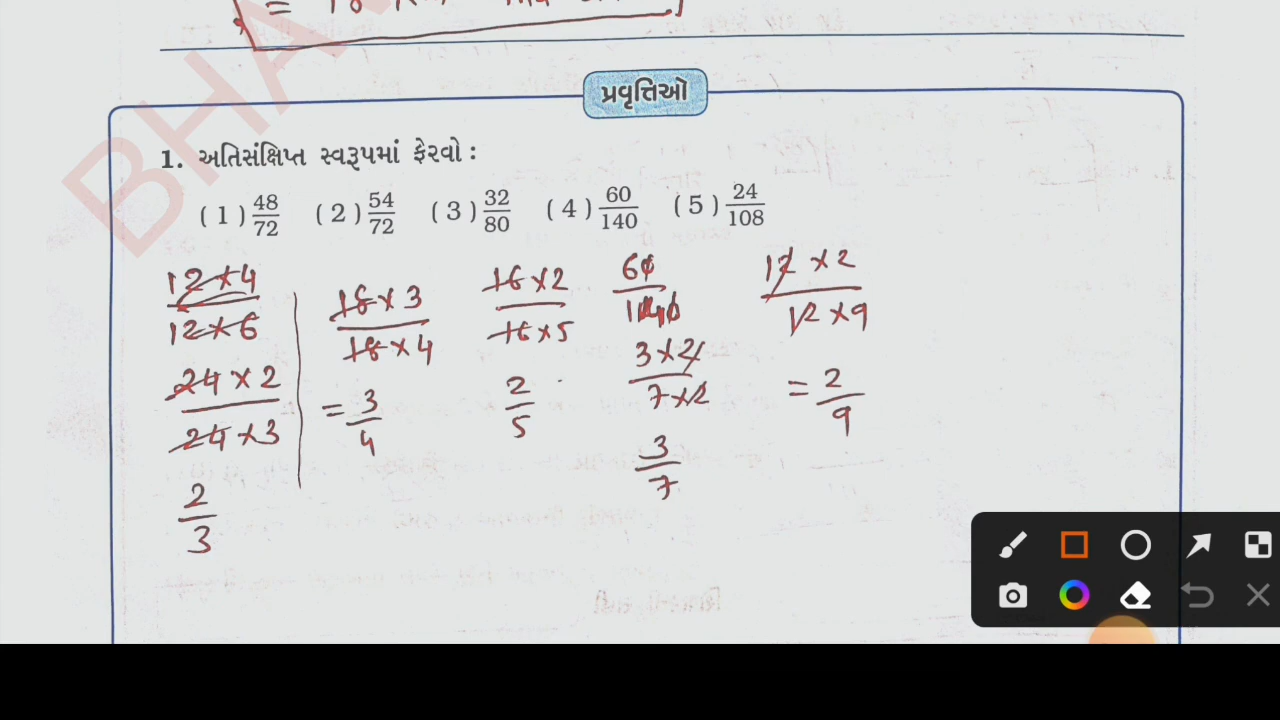 પ્રવૃત્તિઓ
1. અતિસંક્ષિપ્ત સ્વરૂપમાં ફેરવો :
(1) 48/72 (2) 54/72 (3) 32/80 (4) 60/140 (5) 24/108
12×4/12×6 18×3/18×4 16×2/16×5 60/140 12×2/12×9
24×2/24×3 = 3/4 2/5 3×2/7×2 = 2/9
2/3 3/7
BHA